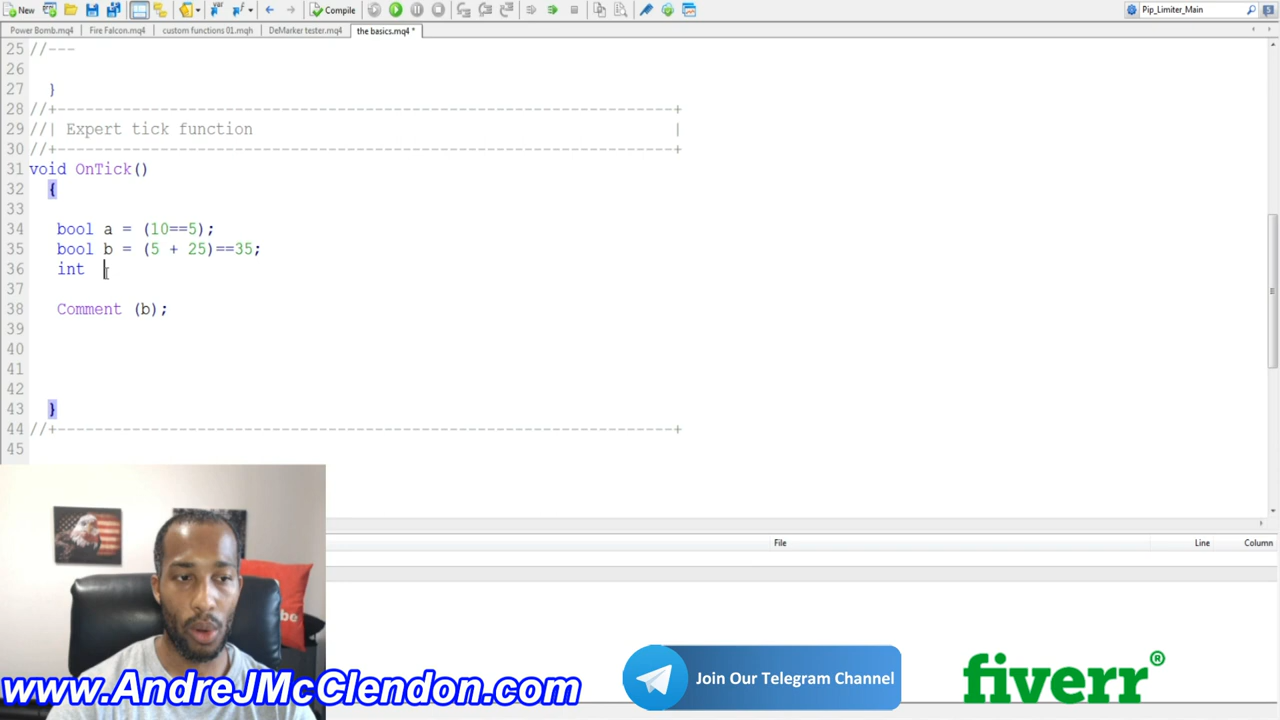 New
Compile
Pip_Limiter_Main
Power Bomb.mq4
Fire Falcon.mq4
custom functions 01.mqh
DeMarker tester.mq4
the basics.mq4 *
25 //---
26
27 }
28 //+------------------------------------------------------------------+
29 //| Expert tick function |
30 //+------------------------------------------------------------------+
31 void OnTick()
32 {
33
34 bool a = (10==5);
35 bool b = (5 + 25)==35;
36 int
37
38 Comment (b);
39
40
41
42
43 }
44 //+------------------------------------------------------------------+
45
File Line Column
be
www.AndreJMcClendon.com
Join Our Telegram Channel
fiverr®